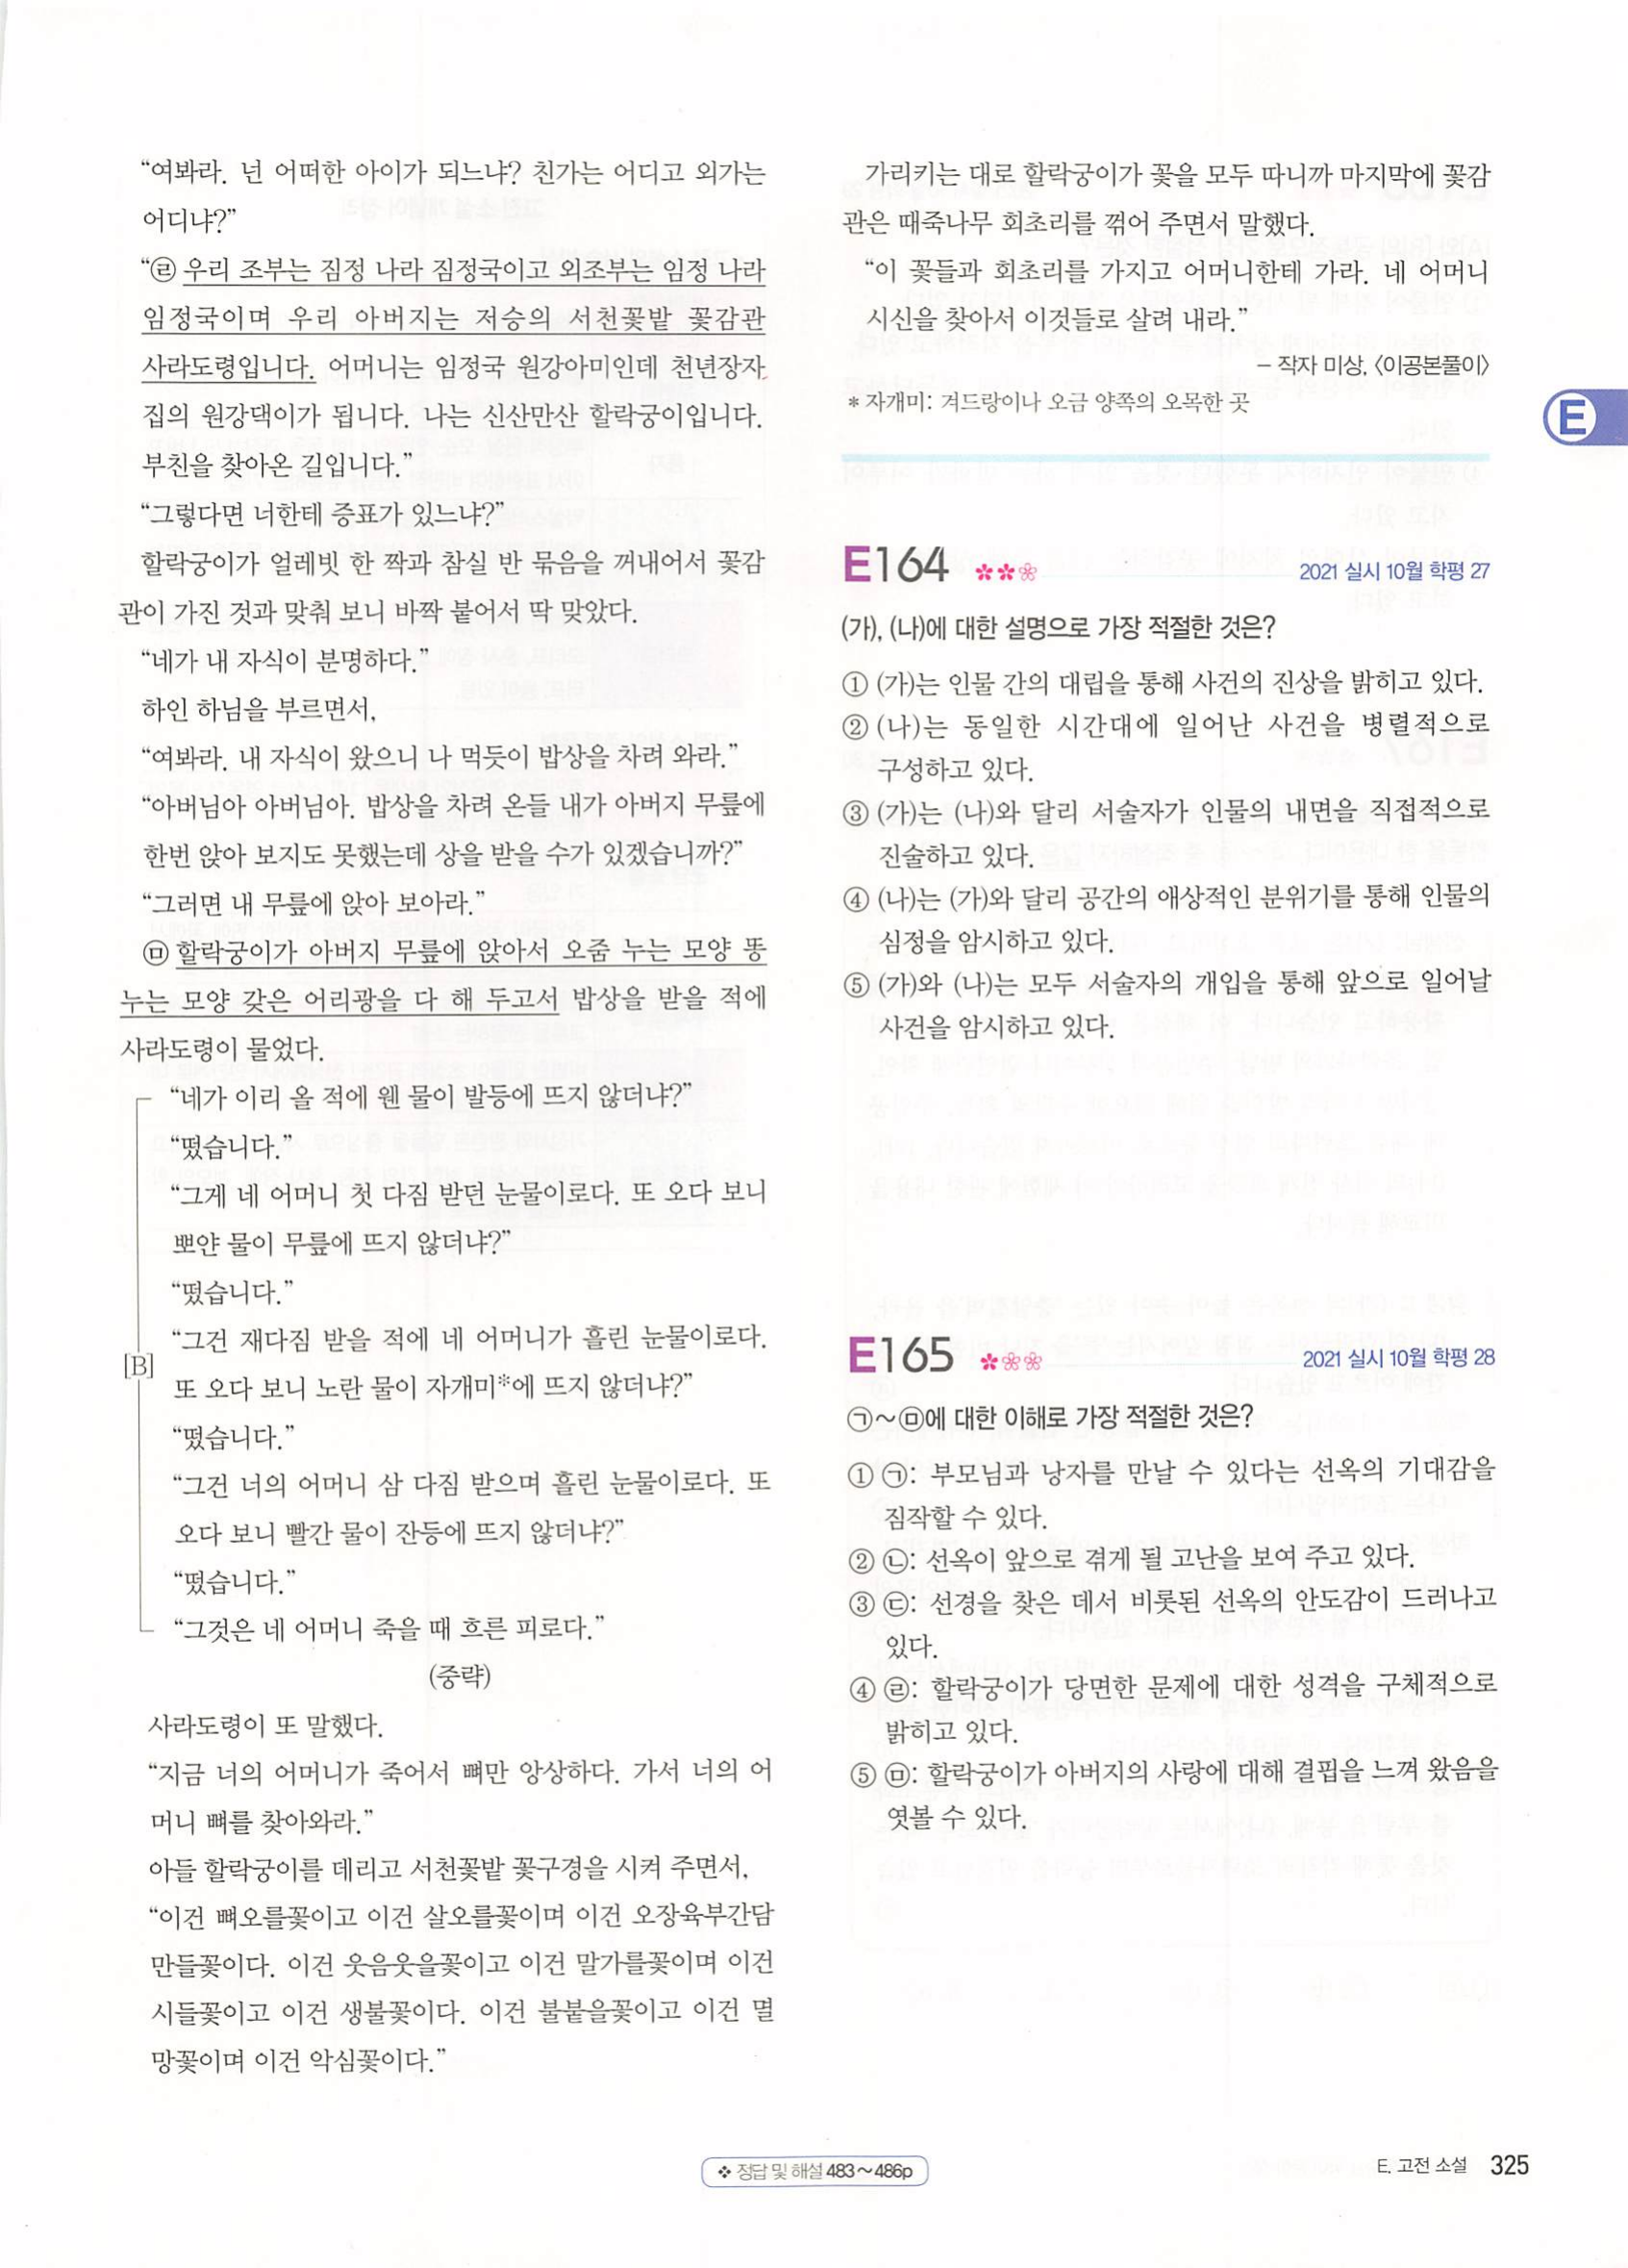 “여봐라. 넌 어떠한 아이가 되느냐? 친가는 어디고 외가는
어디냐?”
“㉣ 우리 조부는 짐정 나라 짐정국이고 외조부는 임정 나라
임정국이며 우리 아버지는 저승의 서천꽃밭 꽃감관
사라도령입니다. 어머니는 임정국 원강아미인데 천년장자
집의 원강댁이가 됩니다. 나는 신산만산 할락궁이입니다.
부친을 찾아온 길입니다.”
“그렇다면 너한테 증표가 있느냐?”
할락궁이가 얼레빗 한 짝과 참실 반 묶음을 꺼내어서 꽃감
관이 가진 것과 맞춰 보니 바짝 붙어서 딱 맞았다.
“네가 내 자식이 분명하다.”
하인 하님을 부르면서,
“여봐라. 내 자식이 왔으니 나 먹듯이 밥상을 차려 와라.”
“아버님아 아버님아. 밥상을 차려 온들 내가 아버지 무릎에
한번 앉아 보지도 못했는데 상을 받을 수가 있겠습니까?”
“그러면 내 무릎에 앉아 보아라.”
㉤ 할락궁이가 아버지 무릎에 앉아서 오줌 누는 모양 똥
누는 모양 갖은 어리광을 다 해 두고서 밥상을 받을 적에
사라도령이 물었다.
[B]
“네가 이리 올 적에 웬 물이 발등에 뜨지 않더냐?”
“떴습니다.”
“그게 네 어머니 첫 다짐 받던 눈물이로다. 또 오다 보니
뽀얀 물이 무릎에 뜨지 않더냐?”
“떴습니다.”
“그건 재다짐 받을 적에 네 어머니가 흘린 눈물이로다.
또 오다 보니 노란 물이 자개미*에 뜨지 않더냐?”
“떴습니다.”
“그건 너의 어머니 삼 다짐 받으며 흘린 눈물이로다. 또
오다 보니 빨간 물이 잔등에 뜨지 않더냐?”
“떴습니다.”
“그것은 네 어머니 죽을 때 흐른 피로다.”
(중략)
사라도령이 또 말했다.
“지금 너의 어머니가 죽어서 뼈만 앙상하다. 가서 너의 어
머니 뼈를 찾아와라.”
아들 할락궁이를 데리고 서천꽃밭 꽃구경을 시켜 주면서,
“이건 뼈오를꽃이고 이건 살오를꽃이며 이건 오장육부간담
만들꽃이다. 이건 웃음웃을꽃이고 이건 말가를꽃이며 이건
시들꽃이고 이건 생불꽃이다. 이건 불붙을꽃이고 이건 멸
망꽃이며 이건 악심꽃이다.”
가리키는 대로 할락궁이가 꽃을 모두 따니까 마지막에 꽃감
관은 때죽나무 회초리를 꺾어 주면서 말했다.
“이 꽃들과 회초리를 가지고 어머니한테 가라. 네 어머니
시신을 찾아서 이것들로 살려 내라.”
– 작자 미상, 〈이공본풀이〉
* 자개미: 겨드랑이나 오금 양쪽의 오목한 곳
E
E164
2021 실시 10월 학평 27
(가), (나)에 대한 설명으로 가장 적절한 것은?
① (가)는 인물 간의 대립을 통해 사건의 진상을 밝히고 있다.
② (나)는 동일한 시간대에 일어난 사건을 병렬적으로
구성하고 있다.
③ (가)는 (나)와 달리 서술자가 인물의 내면을 직접적으로
진술하고 있다.
④ (나)는 (가)와 달리 공간의 애상적인 분위기를 통해 인물의
심정을 암시하고 있다.
⑤ (가)와 (나)는 모두 서술자의 개입을 통해 앞으로 일어날
사건을 암시하고 있다.
E165
2021 실시 10월 학평 28
㉠～㉤에 대한 이해로 가장 적절한 것은?
① ㉠: 부모님과 낭자를 만날 수 있다는 선옥의 기대감을
짐작할 수 있다.
② ㉡: 선옥이 앞으로 겪게 될 고난을 보여 주고 있다.
③ ㉢: 선경을 찾은 데서 비롯된 선옥의 안도감이 드러나고
있다.
④ ㉣: 할락궁이가 당면한 문제에 대한 성격을 구체적으로
밝히고 있다.
⑤ ㉤: 할락궁이가 아버지의 사랑에 대해 결핍을 느껴 왔음을
엿볼 수 있다.
❖ 정답 및 해설 483～486p
E. 고전 소설 325